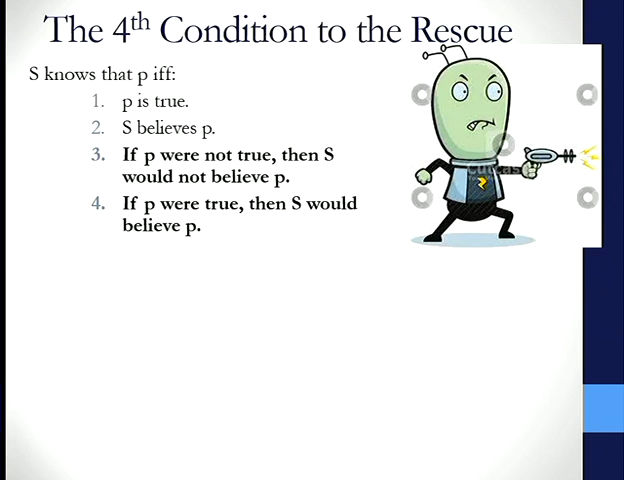 The 4th Condition to the Rescue
S knows that p iff:
1. p is true.
2. S believes p.
3. If p were not true, then S
would not believe p.
4. If p were true, then S would
believe p.